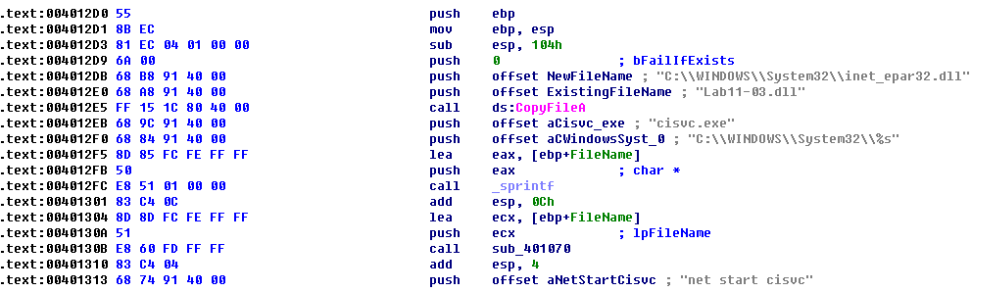 .text:004012D0 55 push ebp
.text:004012D1 8B EC mov ebp, esp
.text:004012D3 81 EC 04 01 00 00 sub esp, 104h
.text:004012D9 6A 00 push 0 ; bFailIfExists
.text:004012DB 68 B8 91 40 00 push offset NewFileName ; "C:\\WINDOWS\\System32\\inet_epar32.dll"
.text:004012E0 68 A8 91 40 00 push offset ExistingFileName ; "Lab11-03.dll"
.text:004012E5 FF 15 1C 80 40 00 call ds:CopyFileA
.text:004012EB 68 9C 91 40 00 push offset aCisvc_exe ; "cisvc.exe"
.text:004012F0 68 84 91 40 00 push offset aCWindowsSyst_0 ; "C:\\WINDOWS\\System32\\%s"
.text:004012F5 8D 85 FC FE FF FF lea eax, [ebp+FileName]
.text:004012FB 50 push eax ; char *
.text:004012FC E8 51 01 00 00 call _sprintf
.text:00401301 83 C4 0C add esp, 0Ch
.text:00401304 8D 8D FC FE FF FF lea ecx, [ebp+FileName]
.text:0040130A 51 push ecx ; lpFileName
.text:0040130B E8 60 FD FF FF call sub_401070
.text:00401310 83 C4 04 add esp, 4
.text:00401313 68 74 91 40 00 push offset aNetStartCisvc ; "net start cisvc"